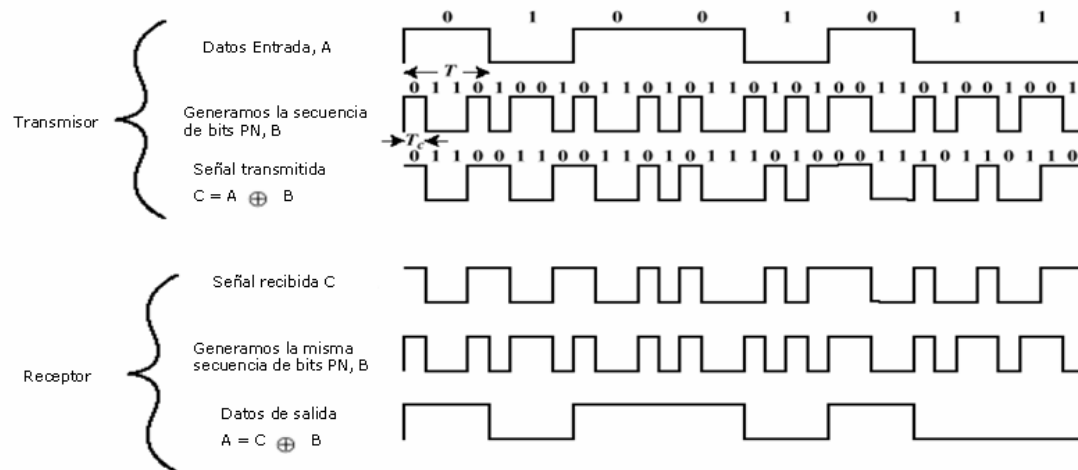 0 1 0 0 1 0 1 1
Datos Entrada, A
T
0 1 1 0 1 0 0 1 0 1 1 0 1 0 1 1 0 1 0 1 0 0 1 1 0 1 0 0 1 0 0 1
Generamos la secuencia
de bits PN, B
Transmisor
Tc
0 1 1 0 0 1 1 0 0 1 1 0 1 0 1 1 1 0 1 0 0 0 1 1 1 0 1 1 0 1 1 0
Señal transmitida
C = A ⊕ B
Señal recibida C
Generamos la misma
secuencia de bits PN, B
Receptor
Datos de salida
A = C ⊕ B